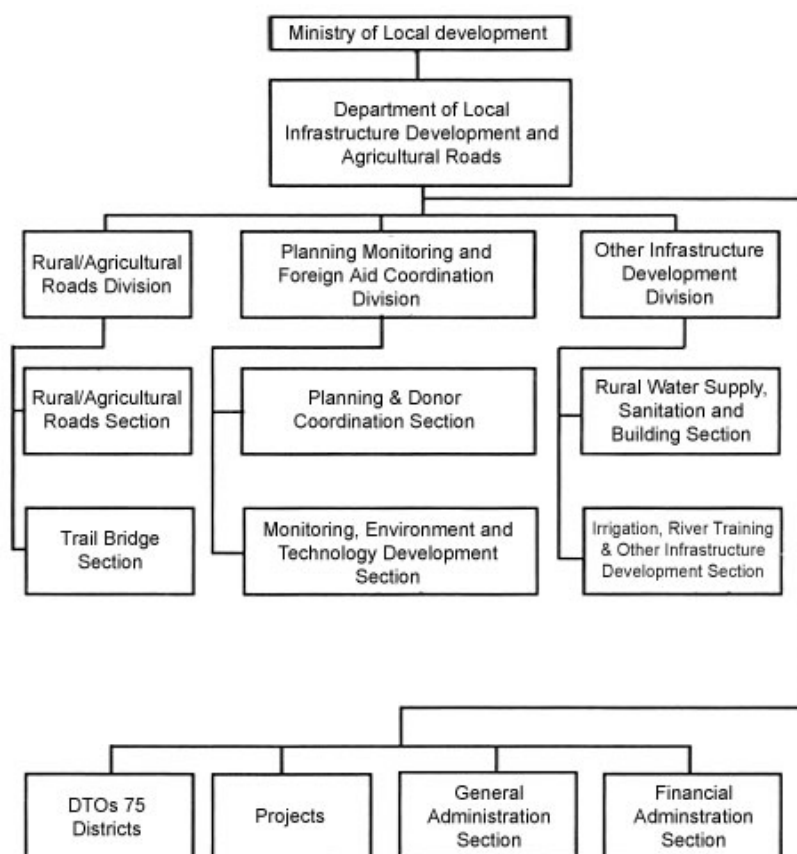 Ministry of Local development
Department of Local
Infrastructure Development and
Agricultural Roads
Rural/Agricultural
Roads Division
Planning Monitoring and
Foreign Aid Coordination
Division
Other Infrastructure
Development
Division
Rural/Agricultural
Roads Section
Planning & Donor
Coordination Section
Rural Water Supply,
Sanitation and
Building Section
Trail Bridge
Section
Monitoring, Environment and
Technology Development
Section
Irrigation, River Training
& Other Infrastructure
Development Section
DTOs 75
Districts
Projects
General
Administration
Section
Financial
Adminstration
Section